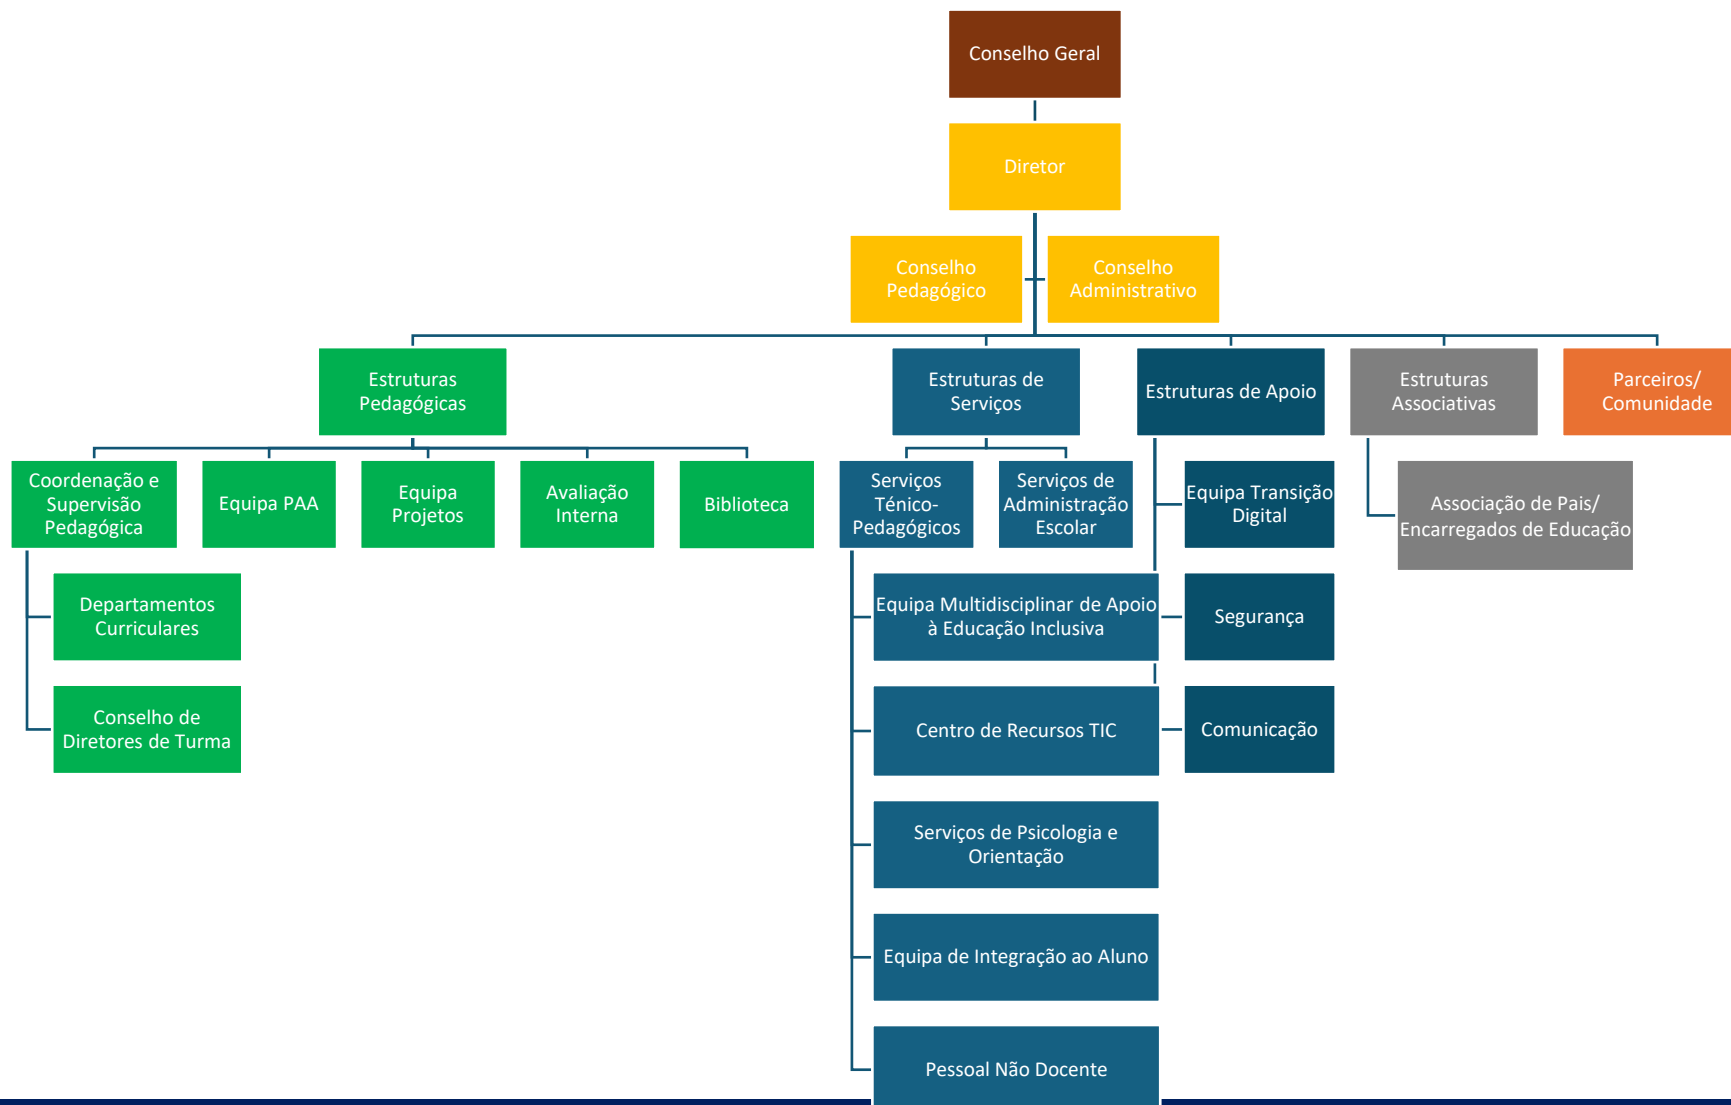 Conselho Geral
Diretor
Conselho
Pedagógico
Conselho
Administrativo
Estruturas
Pedagógicas
Estruturas de
Serviços
Estruturas de Apoio
Estruturas
Associativas
Parceiros/
Comunidade
Coordenação e
Supervisão
Pedagógica
Equipa PAA
Equipa
Projetos
Avaliação
Interna
Biblioteca
Serviços
Ténico-
Pedagógicos
Serviços de
Administração
Escolar
Equipa Transição
Digital
Associação de Pais/
Encarregados de Educação
Departamentos
Curriculares
Equipa Multidisciplinar de Apoio
à Educação Inclusiva
Segurança
Conselho de
Diretores de Turma
Centro de Recursos TIC
Comunicação
Serviços de Psicologia e
Orientação
Equipa de Integração ao Aluno
Pessoal Não Docente